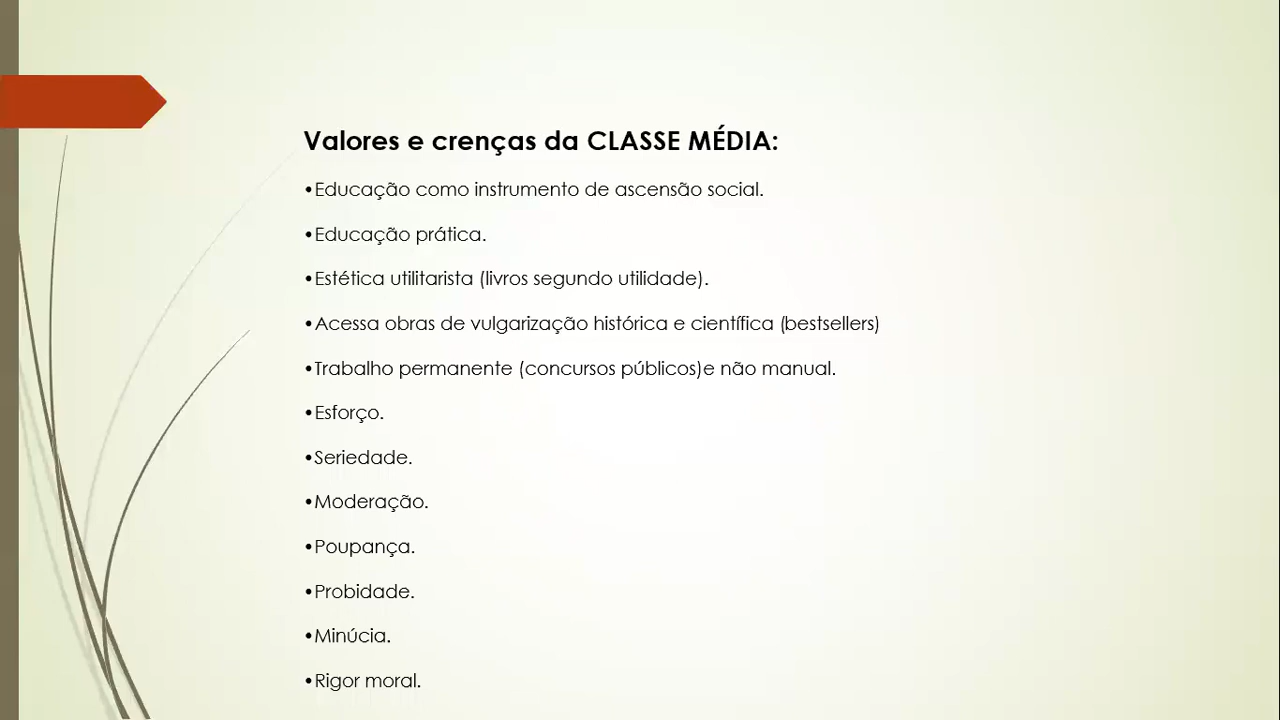 Valores e crenças da CLASSE MÉDIA:
•Educação como instrumento de ascensão social.
•Educação prática.
•Estética utilitarista (livros segundo utilidade).
•Acessa obras de vulgarização histórica e científica (bestsellers)
•Trabalho permanente (concursos públicos)e não manual.
•Esforço.
•Seriedade.
•Moderação.
•Poupança.
•Probidade.
•Minúcia.
•Rigor moral.